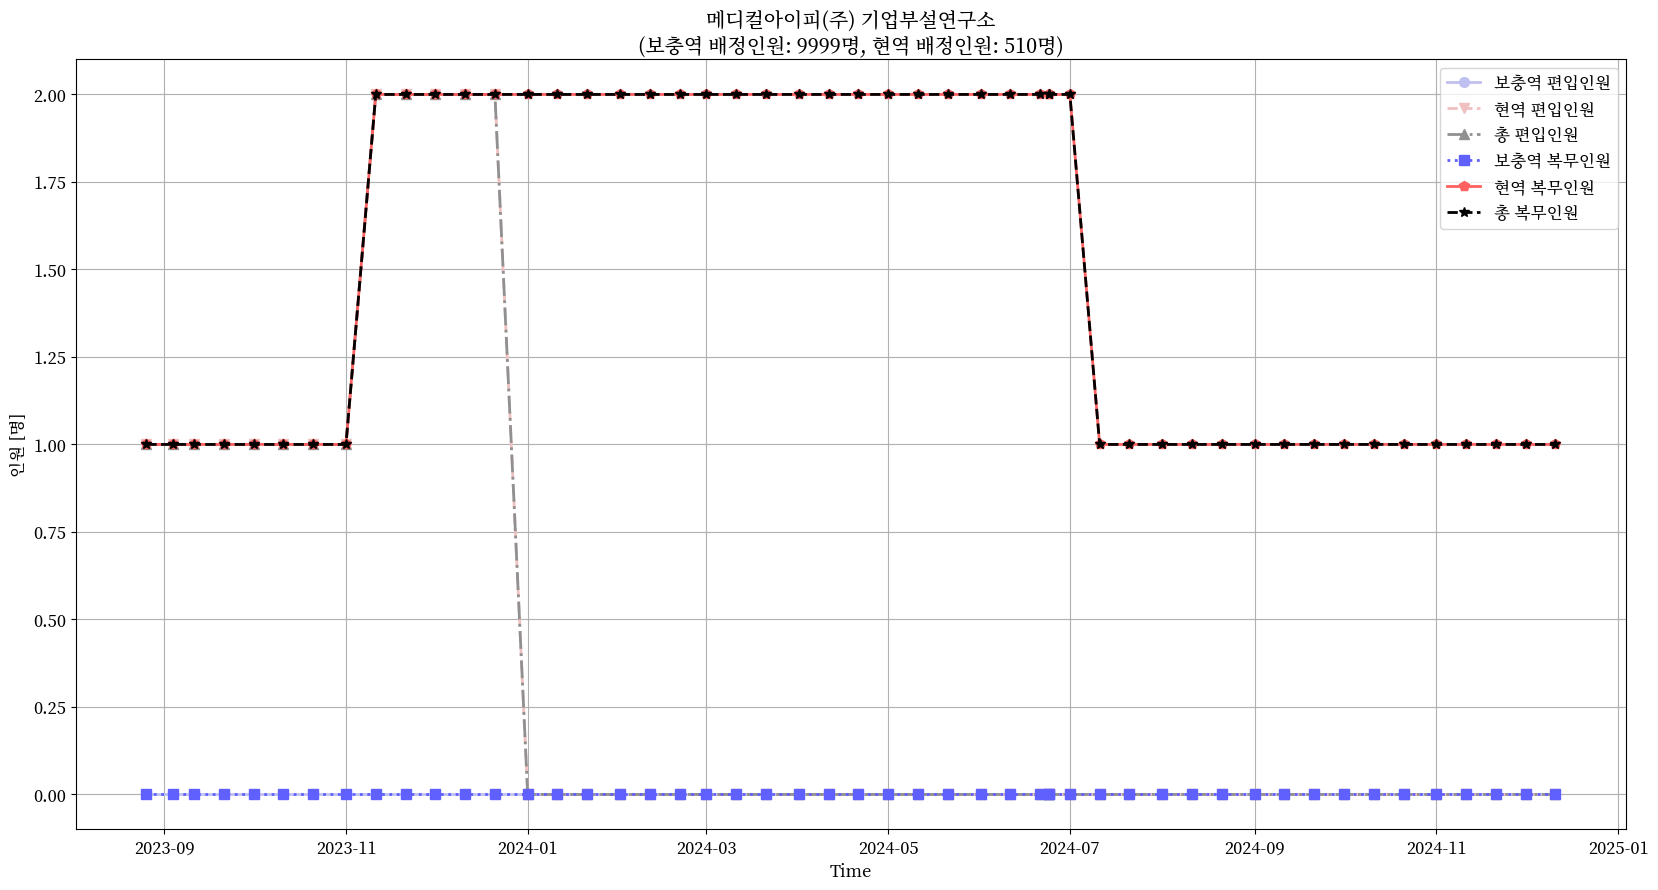 메디컬아이피(주) 기업부설연구소
(보충역 배정인원: 9999명, 현역 배정인원: 510명)
보충역 편입인원
현역 편입인원
총 편입인원
보충역 복무인원
현역 복무인원
총 복무인원
2.00
1.75
1.50
1.25
1.00
0.75
0.50
0.25
0.00
인원 [명]
2023-09 2023-11 2024-01 2024-03 2024-05 2024-07 2024-09 2024-11 2025-01
Time